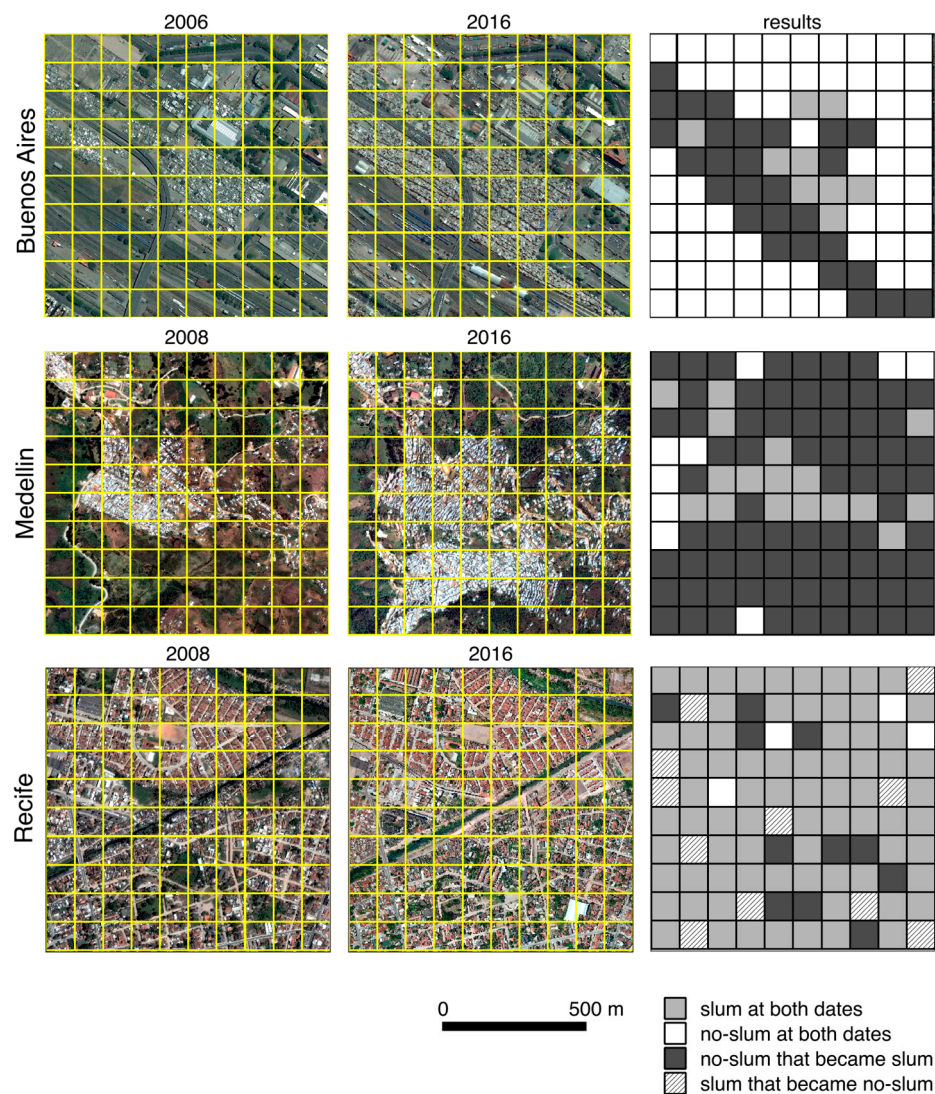 2006
2016
results
Buenos Aires
2008
2016
Medellin
2008
2016
Recife
0
500 m
slum at both dates
no-slum at both dates
no-slum that became slum
slum that became no-slum